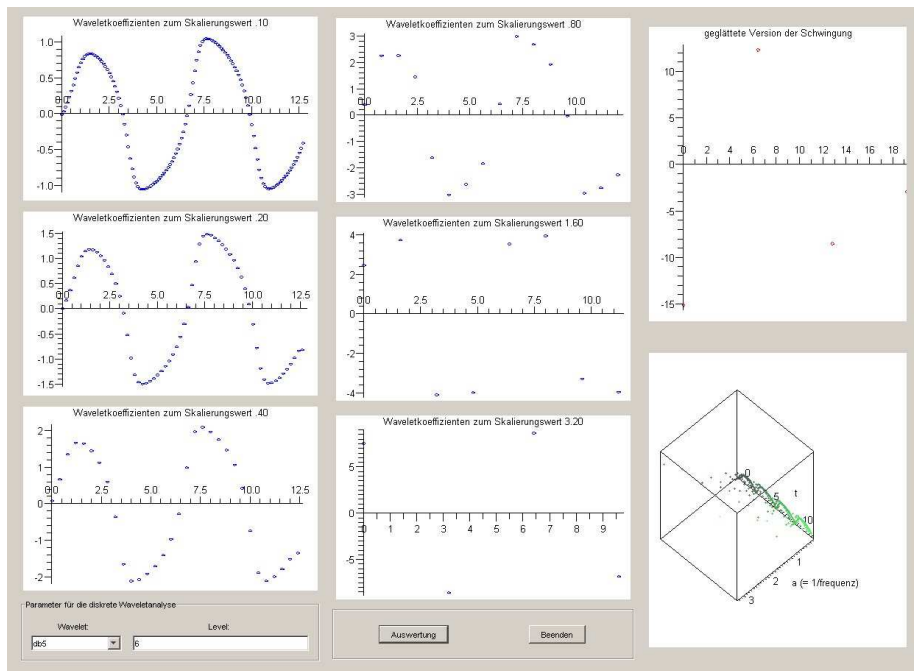 Waveletkoeffizienten zum Skalierungswert .10
1.0
0.5
0.0 2.5 5.0 7.5 10.0 12.5
-0.5
-1.0
Waveletkoeffizienten zum Skalierungswert .20
1.5
1.0
0.5
0.0 2.5 5.0 7.5 10.0 12.5
0.0
-0.5
-1.0
-1.5
Waveletkoeffizienten zum Skalierungswert .40
2
1
0.0 2.5 5.0 7.5 10.0 12.5
0
-1
-2
Parameter für die diskrete Waveletanalyse
Wavelet: Level:
db5 6
Waveletkoeffizienten zum Skalierungswert .80
3
2
1
0.0 2.5 5.0 7.5 10.0
0
-1
-2
-3
Waveletkoeffizienten zum Skalierungswert 1.60
4
2
0.0 2.5 5.0 7.5 10.0
0
-2
-4
Waveletkoeffizienten zum Skalierungswert 3.20
5
0
0 1 2 3 4 5 6 7 8 9
-5
Auswertung Beenden
geglättete Version der Schwingung
10
5
0 2 4 6 8 10 12 14 16 18
0
-5
-10
-15
0
t
5
10
1
2
a (= 1/frequenz)
3